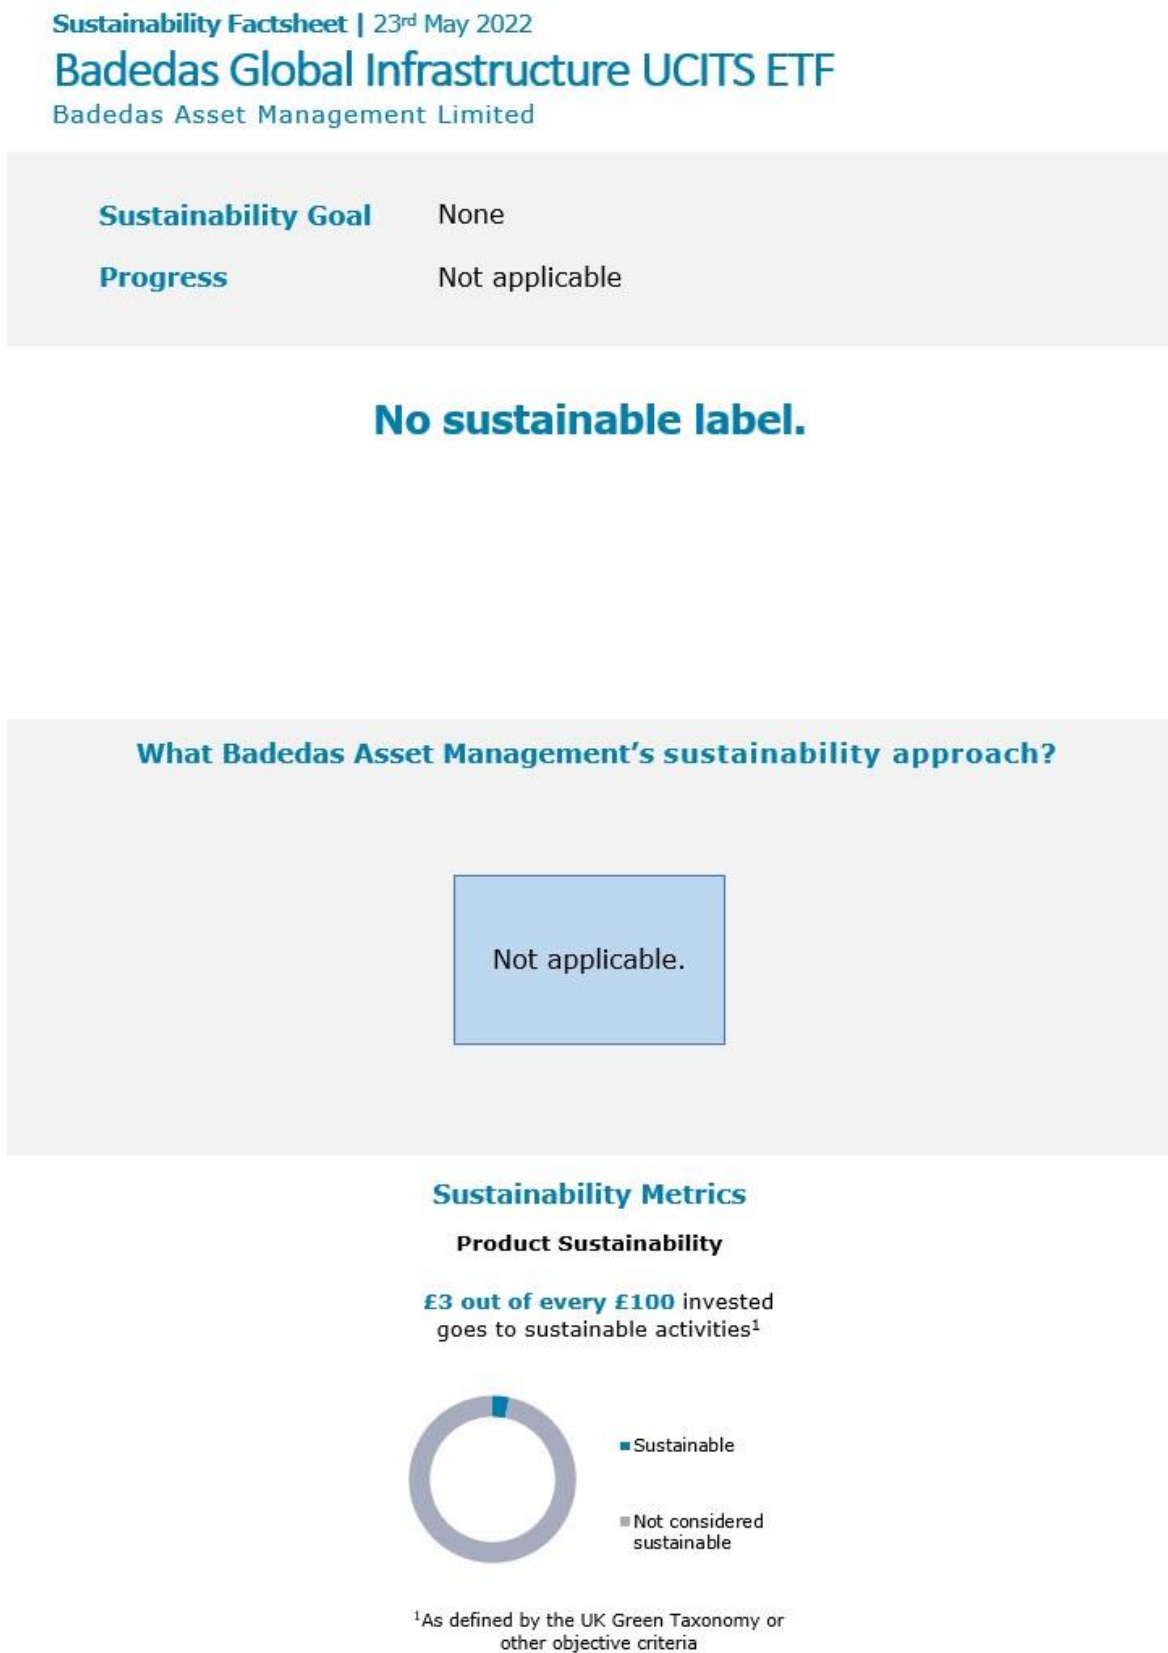 Sustainability Factsheet | 23rd May 2022
Badedas Global Infrastructure UCITS ETF
Badedas Asset Management Limited
Sustainability Goal None
Progress Not applicable
No sustainable label.
What Badedas Asset Management’s sustainability approach?
Not applicable.
Sustainability Metrics
Product Sustainability
£3 out of every £100 invested
goes to sustainable activities¹
Sustainable
Not considered
sustainable
¹As defined by the UK Green Taxonomy or
other objective criteria